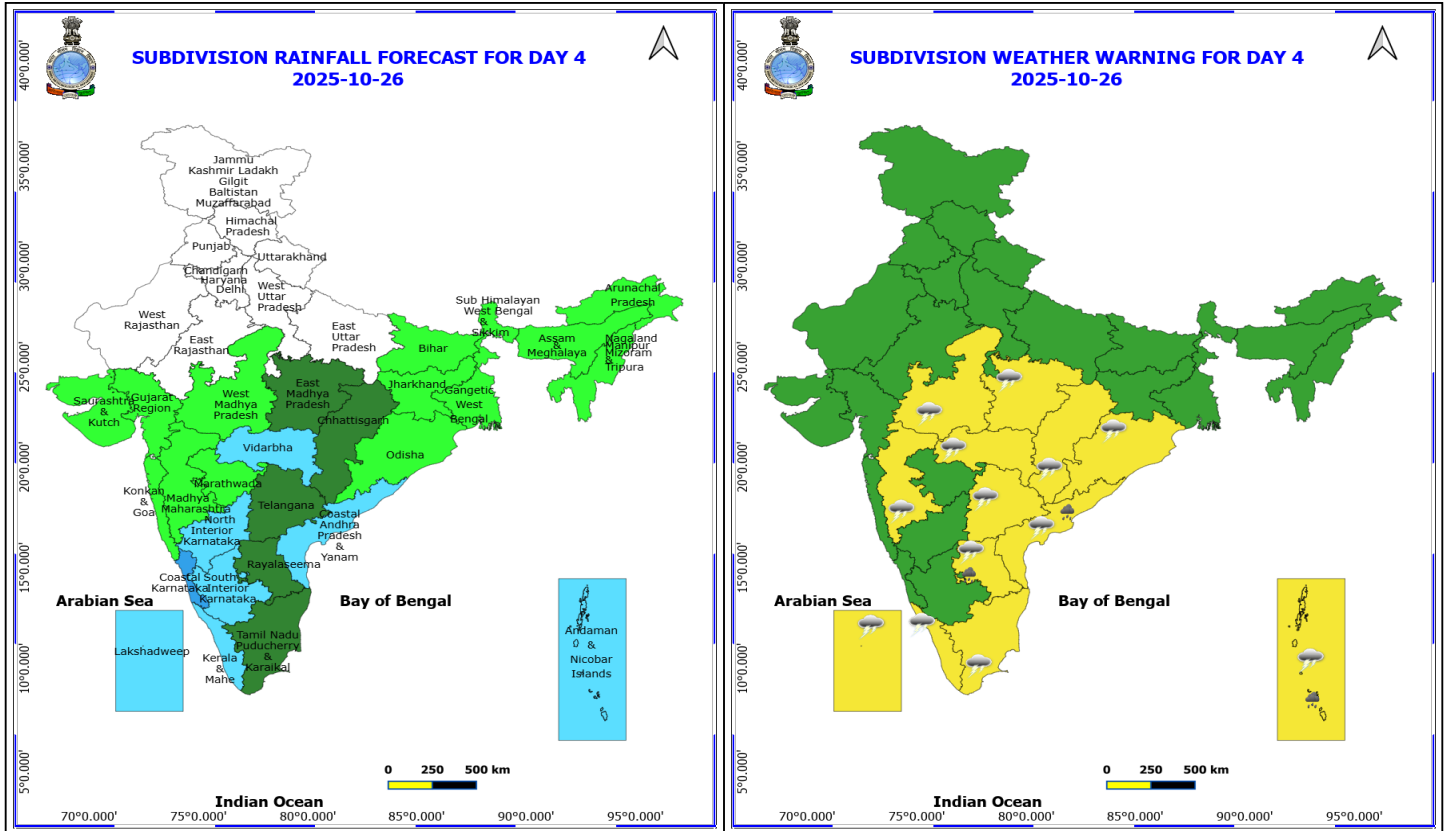 SUBDIVISION RAINFALL FORECAST FOR DAY 4
2025-10-26
40°0.000'
35°0.000'
30°0.000'
25°0.000'
20°0.000'
15°0.000'
10°0.000'
5°0.000'
Jammu
Kashmir Ladakh
Gilgit
Baltistan
Muzaffarabad
Himachal
Pradesh
Punjab
Uttarakhand
Chandigarh
Haryana
Delhi
West
Uttar
Pradesh
West
Rajasthan
East
Rajasthan
East
Uttar
Pradesh
Sub Himalayan
West Bengal
&
Sikkim
Arunachal
Pradesh
Assam
&
Meghalaya
Nagaland
Manipur
Mizoram
&
Tripura
Bihar
Jharkhand
Gangetic
West
Bengal
Saurashtra
&
Kutch
Gujarat
Region
West
Madhya
Pradesh
East
Madhya
Pradesh
Chhattisgarh
Vidarbha
Odisha
Konkan
&
Goa
Marathwada
Madhya
Maharashtra
Telangana
North
Interior
Karnataka
Coastal
Andhra
Pradesh
&
Yanam
Rayalaseema
Coastal
Karnataka
South
Interior
Karnataka
Arabian Sea
Bay of Bengal
Lakshadweep
Kerala
&
Mahe
Tamil Nadu
Puducherry
&
Karaikal
Andaman
&
Nicobar
Islands
0 250 500 km
Indian Ocean
70°0.000' 75°0.000' 80°0.000' 85°0.000' 90°0.000' 95°0.000'
SUBDIVISION WEATHER WARNING FOR DAY 4
2025-10-26
40°0.000'
35°0.000'
30°0.000'
25°0.000'
20°0.000'
15°0.000'
10°0.000'
5°0.000'
Arabian Sea
Bay of Bengal
0 250 500 km
Indian Ocean
70°0.000' 75°0.000' 80°0.000' 85°0.000' 90°0.000' 95°0.000'